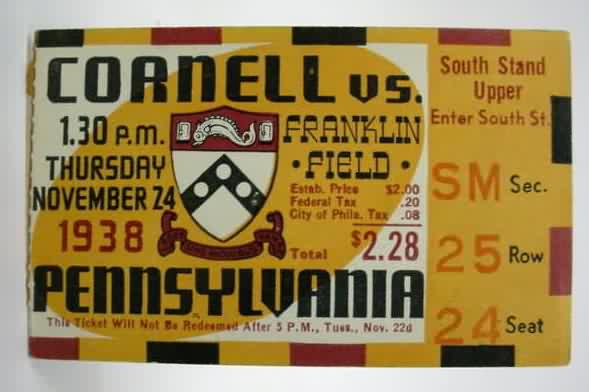 CORNELL vs.
1.30 P.M.
THURSDAY
NOVEMBER 24
1938
FRANKLIN
• FIELD •
Estab. Price $2.00
Federal Tax .20
City of Phila. Tax .08
Total $2.28
PENNSYLVANIA
This Ticket Will Not Be Redeemed After 5 P.M., Tues., Nov. 22d
South Stand
Upper
Enter South St.
SM Sec.
25 Row
24 Seat